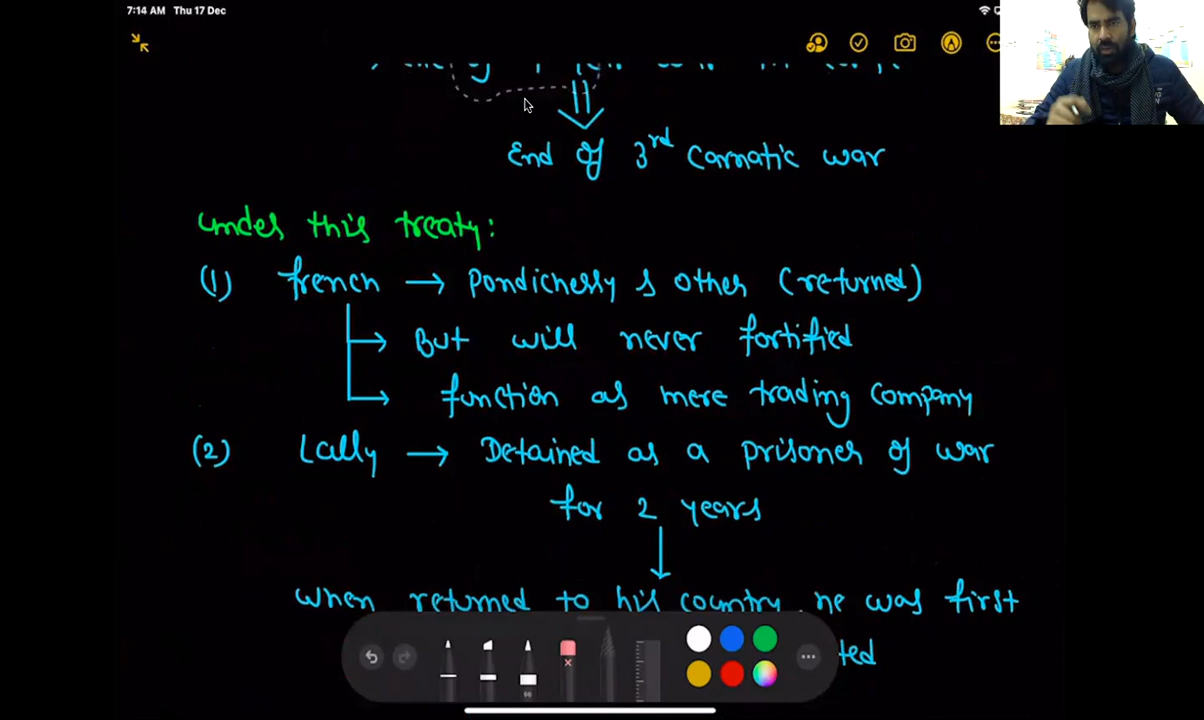 7:14 AM Thu 17 Dec
End of 3rd Carnatic war
under this treaty:
(1) french → Pondicherry & other (returned)
→ But will never fortified
→ function as mere trading company
(2) Lally → Detained as a prisoner of war
for 2 years
when returned to his country, he was first
ted